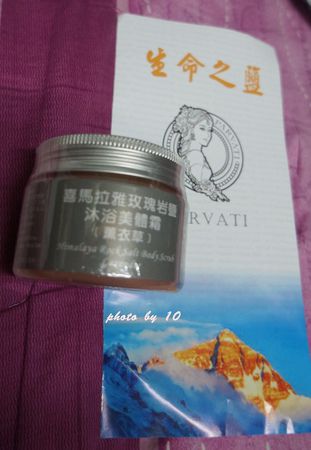 生命之鹽
PARVATI
RVATI
喜馬拉雅玫瑰岩鹽
沐浴美體霜
(薰衣草)
Himalaya Rock Salt Body Scrub
photo by 10